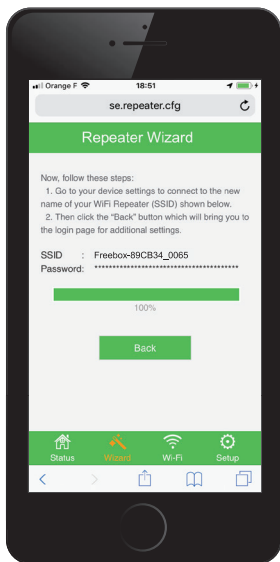 Orange F 18:51
se.repeater.cfg
Repeater Wizard
Now, follow these steps:
1. Go to your device settings to connect to the new
name of your WiFi Repeater (SSID) shown below.
2. Then click the “Back” button which will bring you to
the login page for additional settings.
SSID : Freebox-89CB34_0065
Password: ****************************************
100%
Back
Status Wizard Wi-Fi Setup